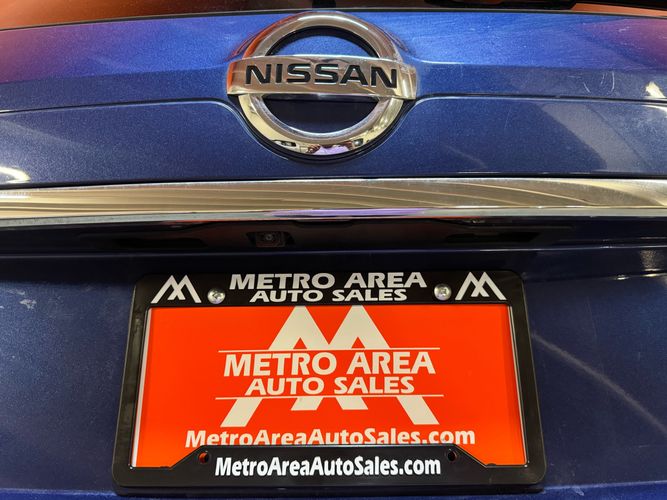 NISSAN
METRO AREA
AUTO SALES
METRO AREA
AUTO SALES
MetroAreaAutoSales.com
MetroAreaAutoSales.com